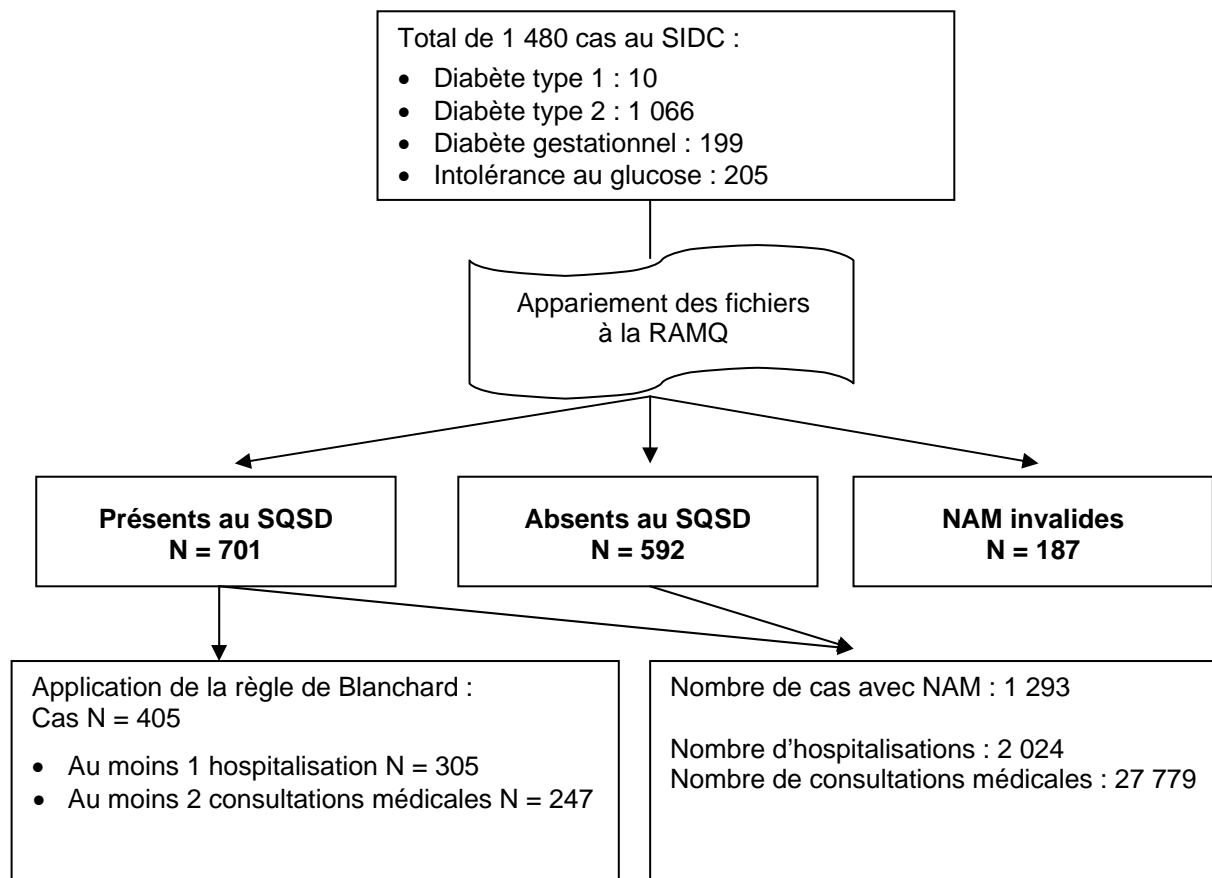 Total de 1 480 cas au SIDC :
• Diabète type 1 : 10
• Diabète type 2 : 1 066
• Diabète gestationnel : 199
• Intolérance au glucose : 205
Appariement des fichiers
à la RAMQ
Présents au SQSD
N = 701
Absents au SQSD
N = 592
NAM invalides
N = 187
Application de la règle de Blanchard :
Cas N = 405
• Au moins 1 hospitalisation N = 305
• Au moins 2 consultations médicales N = 247
Nombre de cas avec NAM : 1 293
Nombre d'hospitalisations : 2 024
Nombre de consultations médicales : 27 779